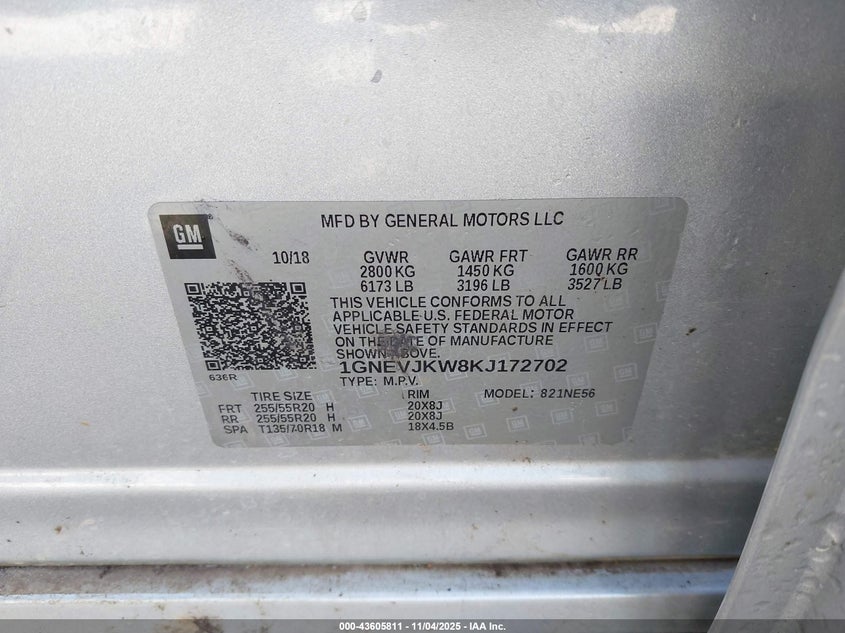 GM
MFD BY GENERAL MOTORS LLC
10/18 GVWR GAWR FRT GAWR RR
2800 KG 1450 KG 1600 KG
6173 LB 3196 LB 3527 LB
THIS VEHICLE CONFORMS TO ALL
APPLICABLE U.S. FEDERAL MOTOR
VEHICLE SAFETY STANDARDS IN EFFECT
ON THE DATE OF MANUFACTURE
SHOWN ABOVE.
1GNEVJKW8KJ172702
636R
TYPE: M.P.V.
TIRE SIZE RIM MODEL: 821NE56
FRT 255/55R20 H 20X8J
RR 255/55R20 H 20X8J
SPA T135/70R18 M 18X4.5B
000-43605811 - 11/04/2025 - IAA Inc.